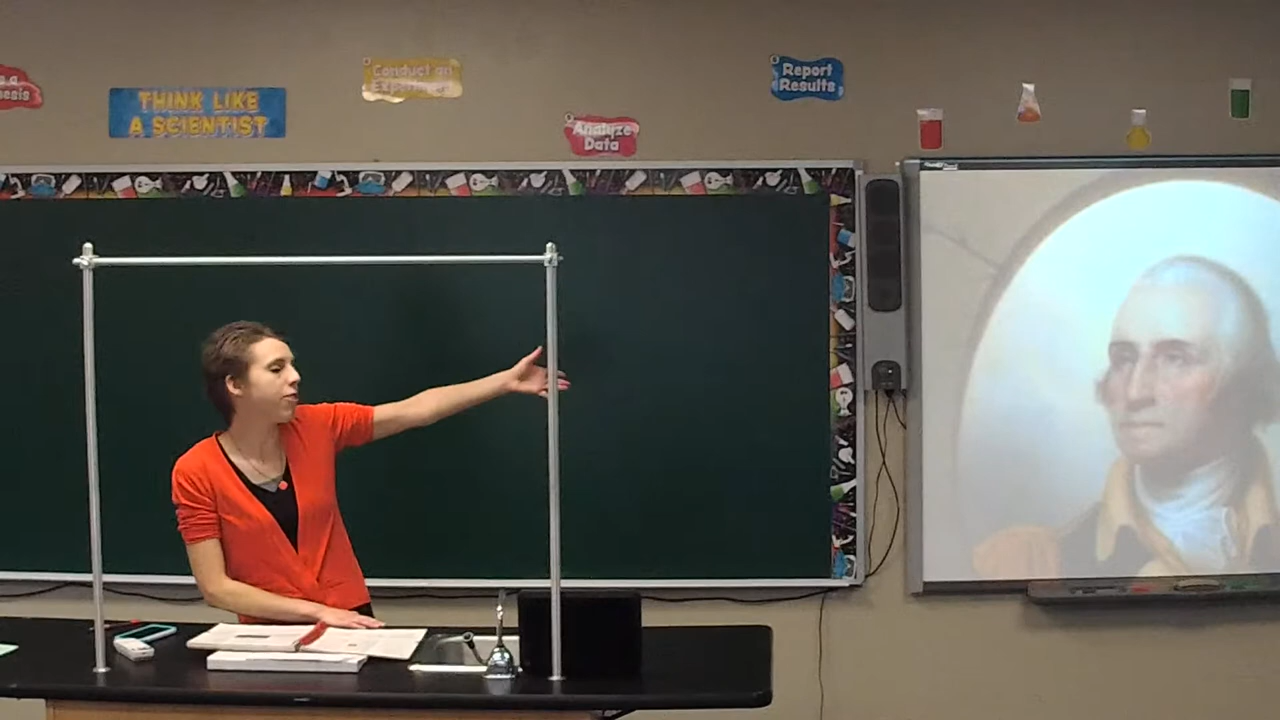 THINK LIKE
A SCIENTIST
Conduct an
Analyze
Data
Report
Results